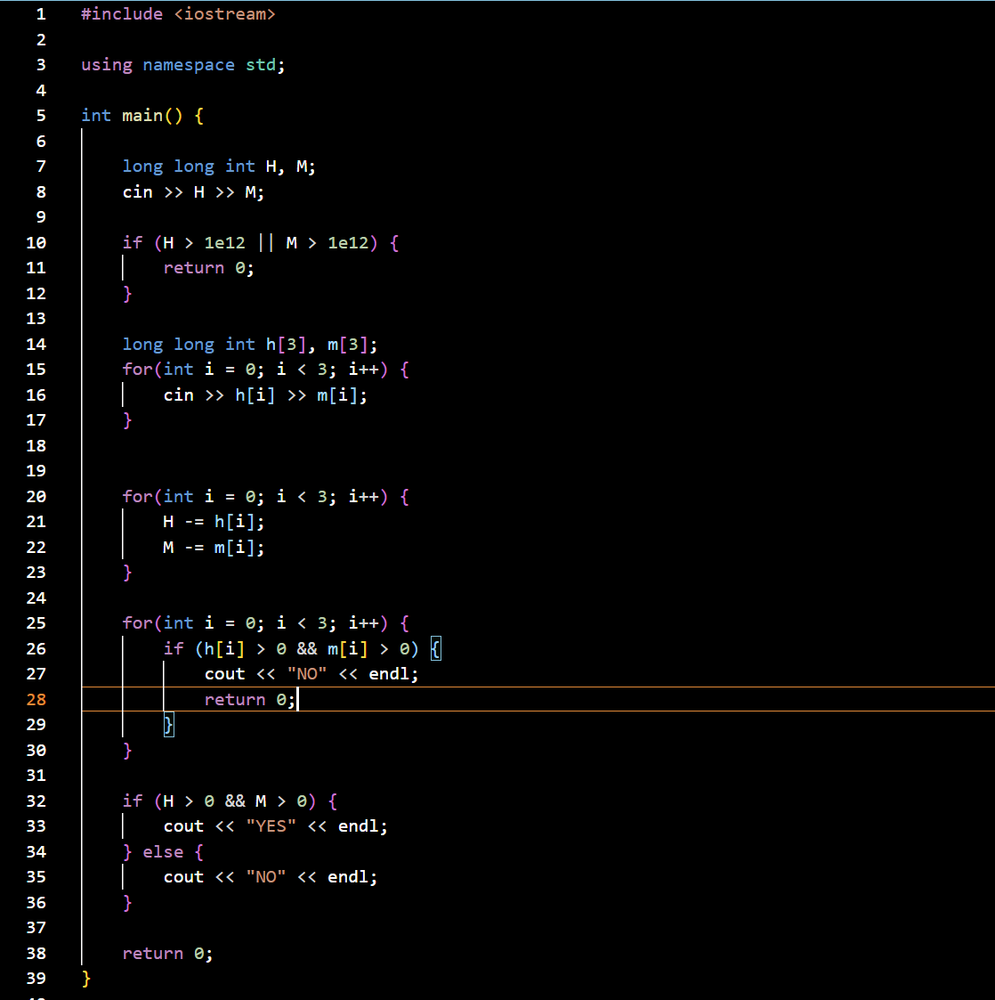 1 #include <iostream>
2
3 using namespace std;
4
5 int main() {
6
7 long long int H, M;
8 cin >> H >> M;
9
10 if (H > 1e12 || M > 1e12) {
11 return 0;
12 }
13
14 long long int h[3], m[3];
15 for(int i = 0; i < 3; i++) {
16 cin >> h[i] >> m[i];
17 }
18
19
20 for(int i = 0; i < 3; i++) {
21 H -= h[i];
22 M -= m[i];
23 }
24
25 for(int i = 0; i < 3; i++) {
26 if (h[i] > 0 && m[i] > 0) {
27 cout << "NO" << endl;
28 return 0;
29 }
30 }
31
32 if (H > 0 && M > 0) {
33 cout << "YES" << endl;
34 } else {
35 cout << "NO" << endl;
36 }
37
38 return 0;
39 }